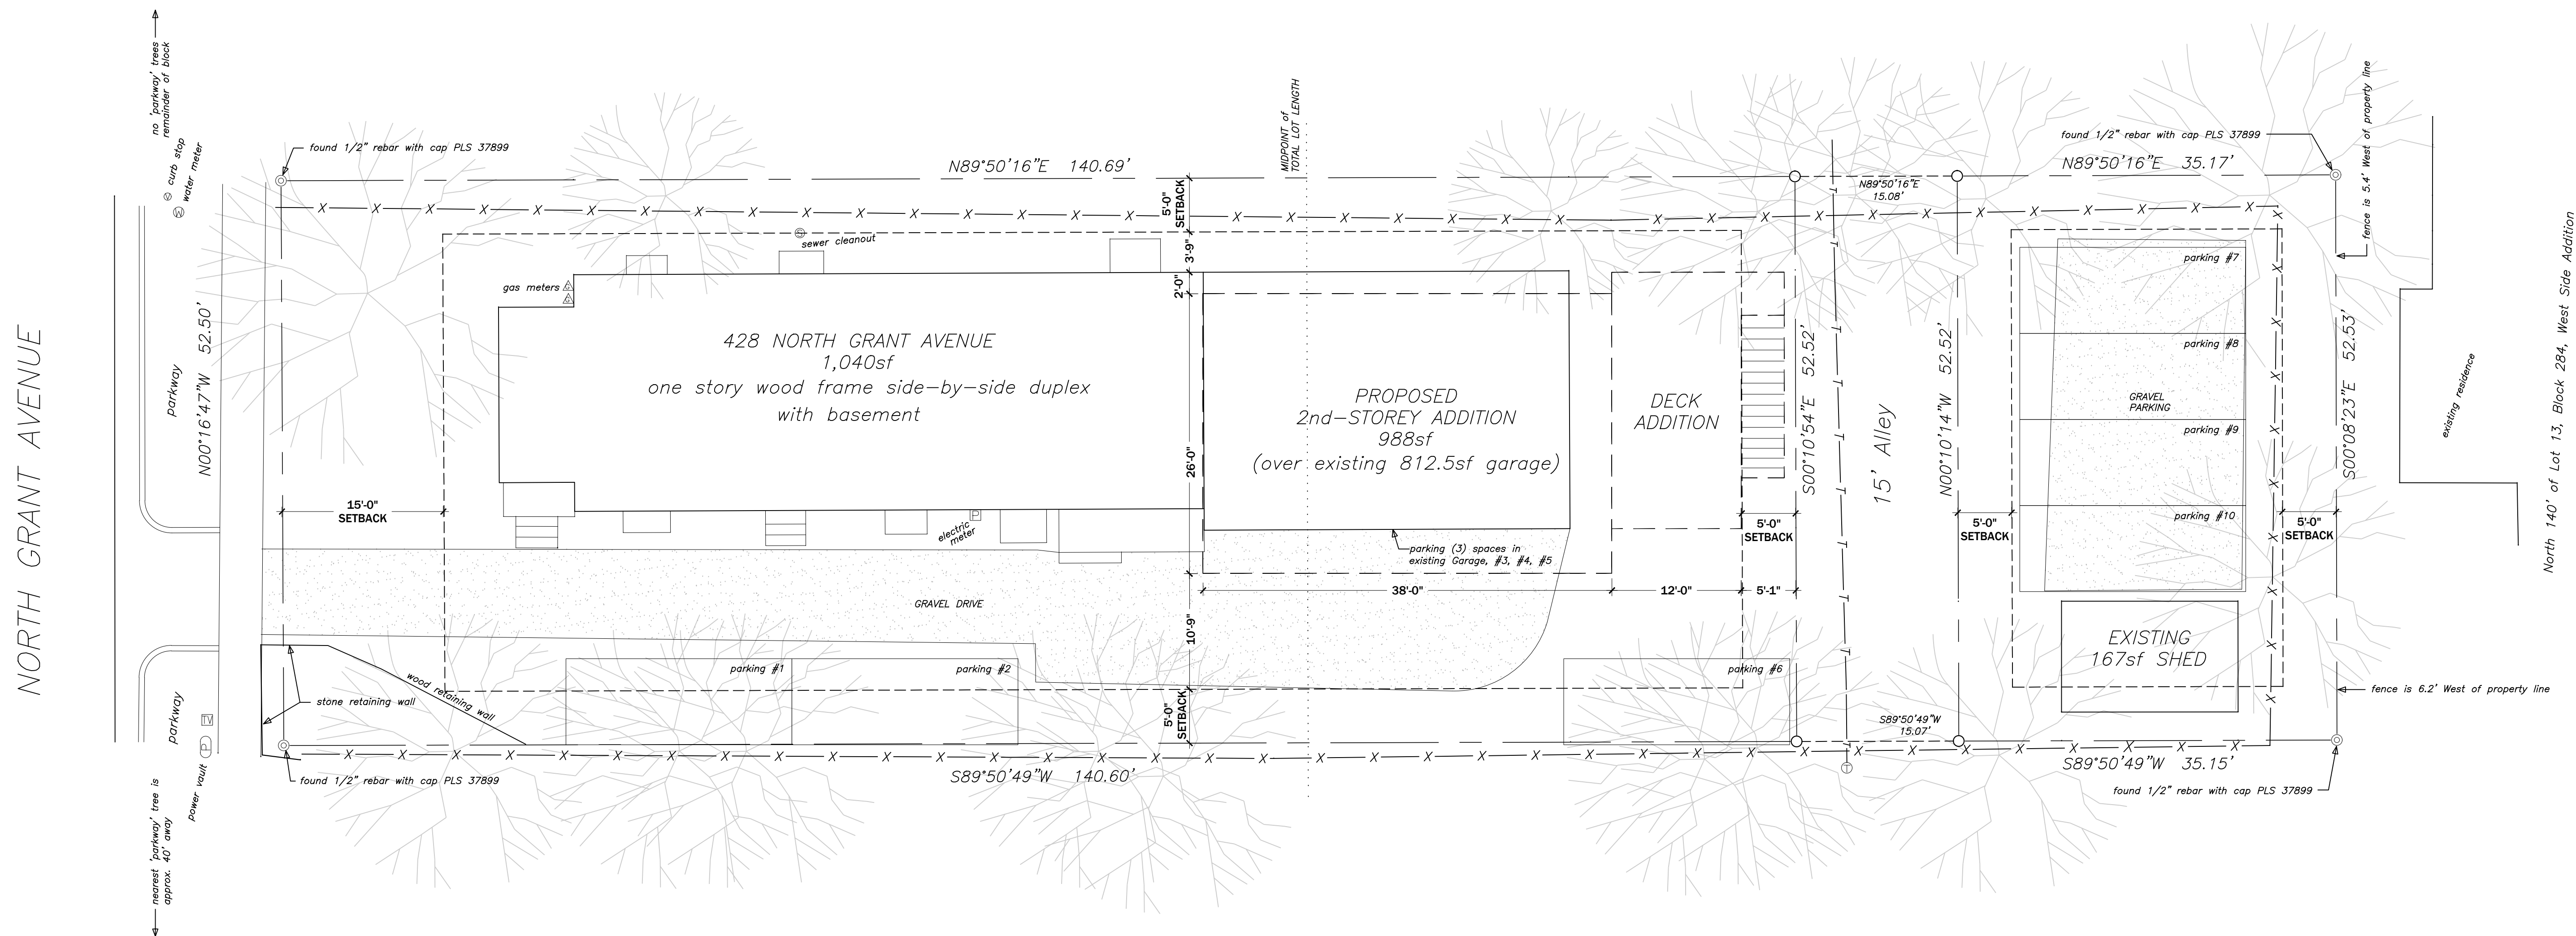 NORTH GRANT AVENUE
no 'parkway' trees
remainder of block
curb stop
water meter
parkway
N00°16'47"W 52.50'
parkway
TV
P
power vault
nearest 'parkway' tree is
approx. 40' away
found 1/2" rebar with cap PLS 37899
N89°50'16"E 140.69'
MIDPOINT of
TOTAL LOT LENGTH
5'-0"
SETBACK
sewer cleanout
3'-9"
2'-0"
gas meters
428 NORTH GRANT AVENUE
1,040sf
one story wood frame side-by-side duplex
with basement
15'-0"
SETBACK
electric
meter
P
26'-0"
PROPOSED
2nd-STOREY ADDITION
988sf
(over existing 812.5sf garage)
DECK
ADDITION
parking (3) spaces in
existing Garage, #3, #4, #5
38'-0"
12'-0"
5'-1"
5'-0"
SETBACK
GRAVEL DRIVE
10'-9"
parking #1
parking #2
parking #6
wood retaining wall
stone retaining wall
5'-0"
SETBACK
found 1/2" rebar with cap PLS 37899
S89°50'49"W 140.60'
N89°50'16"E
15.08'
S00°10'54"E 52.52'
15' Alley
T
T
T
T
T
T
T
T
N00°10'14"W 52.52'
S89°50'49"W
15.07'
T
found 1/2" rebar with cap PLS 37899
N89°50'16"E 35.17'
fence is 5.4' West of property line
parking #7
parking #8
GRAVEL
PARKING
parking #9
parking #10
5'-0"
SETBACK
5'-0"
SETBACK
S00°08'23"E 52.53'
EXISTING
167sf SHED
fence is 6.2' West of property line
S89°50'49"W 35.15'
found 1/2" rebar with cap PLS 37899
existing residence
North 140' of Lot 13, Block 284, West Side Addition